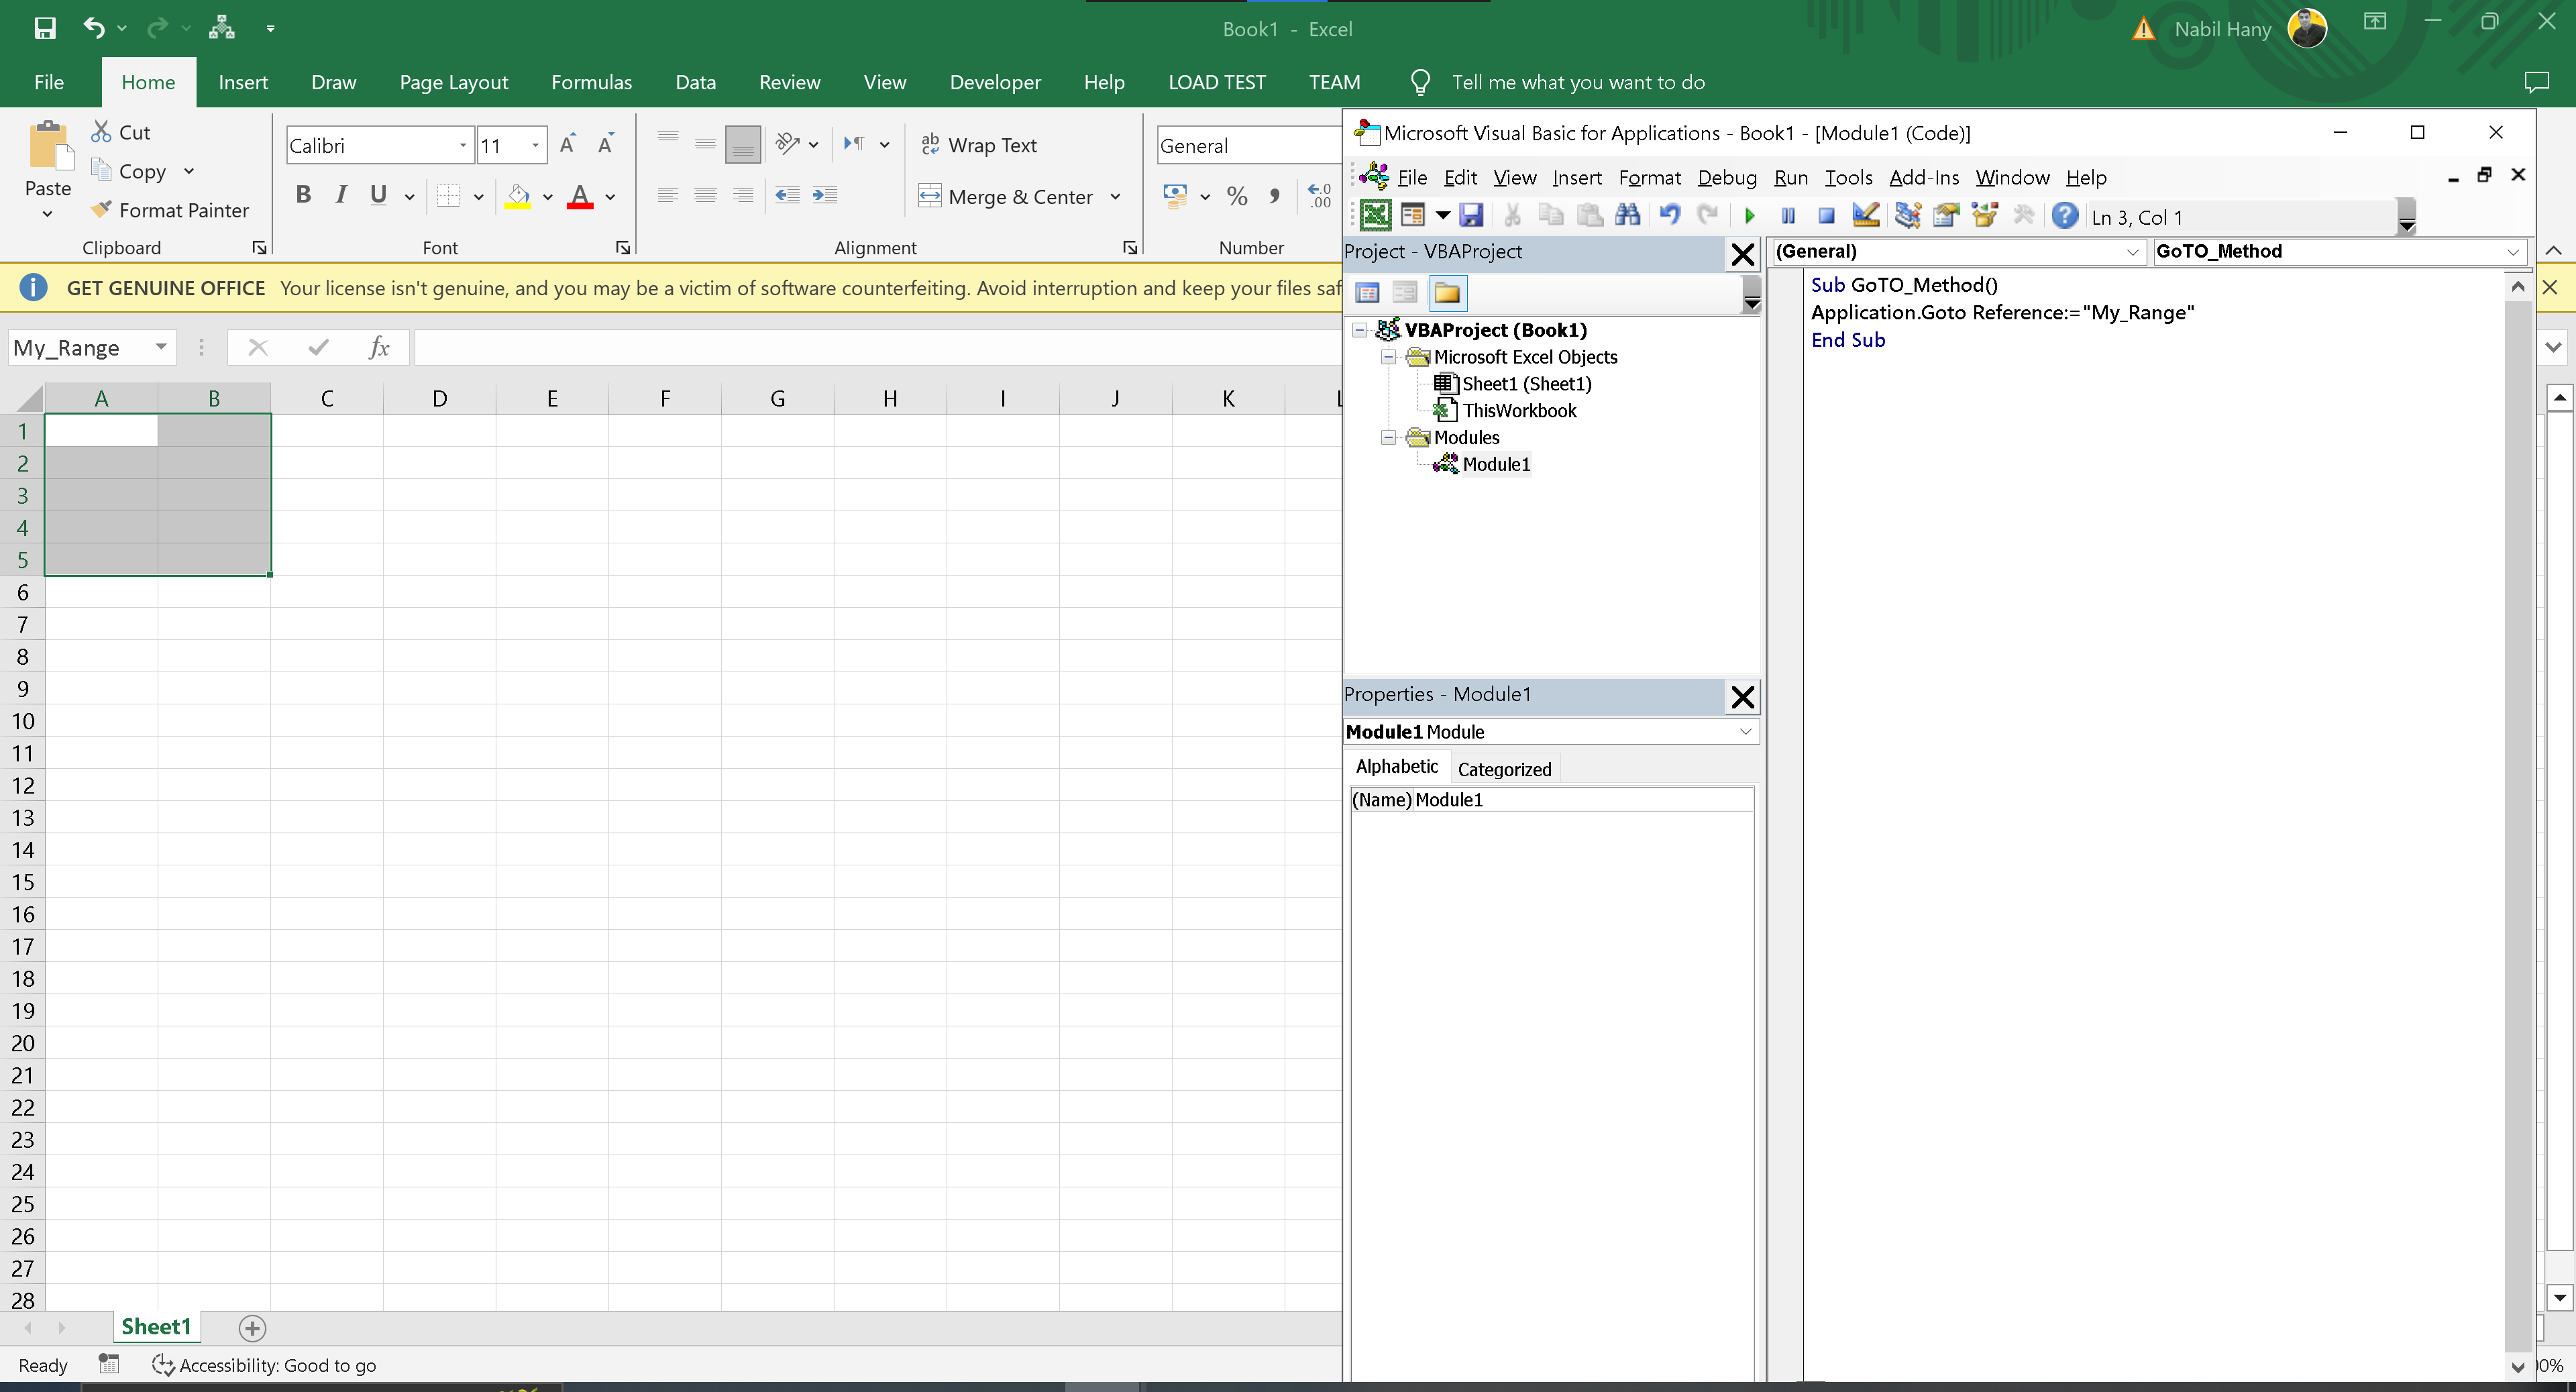 Book1 - Excel
Nabil Hany
File Home Insert Draw Page Layout Formulas Data Review View Developer Help LOAD TEST TEAM Tell me what you want to do
Paste
Cut
Copy
Format Painter
Clipboard
Calibri 11
B I U
Font
Wrap Text
Merge & Center
Alignment
General
%
Number
GET GENUINE OFFICE Your license isn't genuine, and you may be a victim of software counterfeiting. Avoid interruption and keep your files saf
My_Range
fx
A B C D E F G H I J K
1
2
3
4
5
6
7
8
9
10
11
12
13
14
15
16
17
18
19
20
21
22
23
24
25
26
27
28
Sheet1
Ready
Accessibility: Good to go
Microsoft Visual Basic for Applications - Book1 - [Module1 (Code)]
File Edit View Insert Format Debug Run Tools Add-Ins Window Help
Ln 3, Col 1
Project - VBAProject
VBAProject (Book1)
Microsoft Excel Objects
Sheet1 (Sheet1)
ThisWorkbook
Modules
Module1
Properties - Module1
Module1 Module
Alphabetic Categorized
(Name) Module1
(General) GoTO_Method
Sub GoTO_Method()
Application.Goto Reference:="My_Range"
End Sub